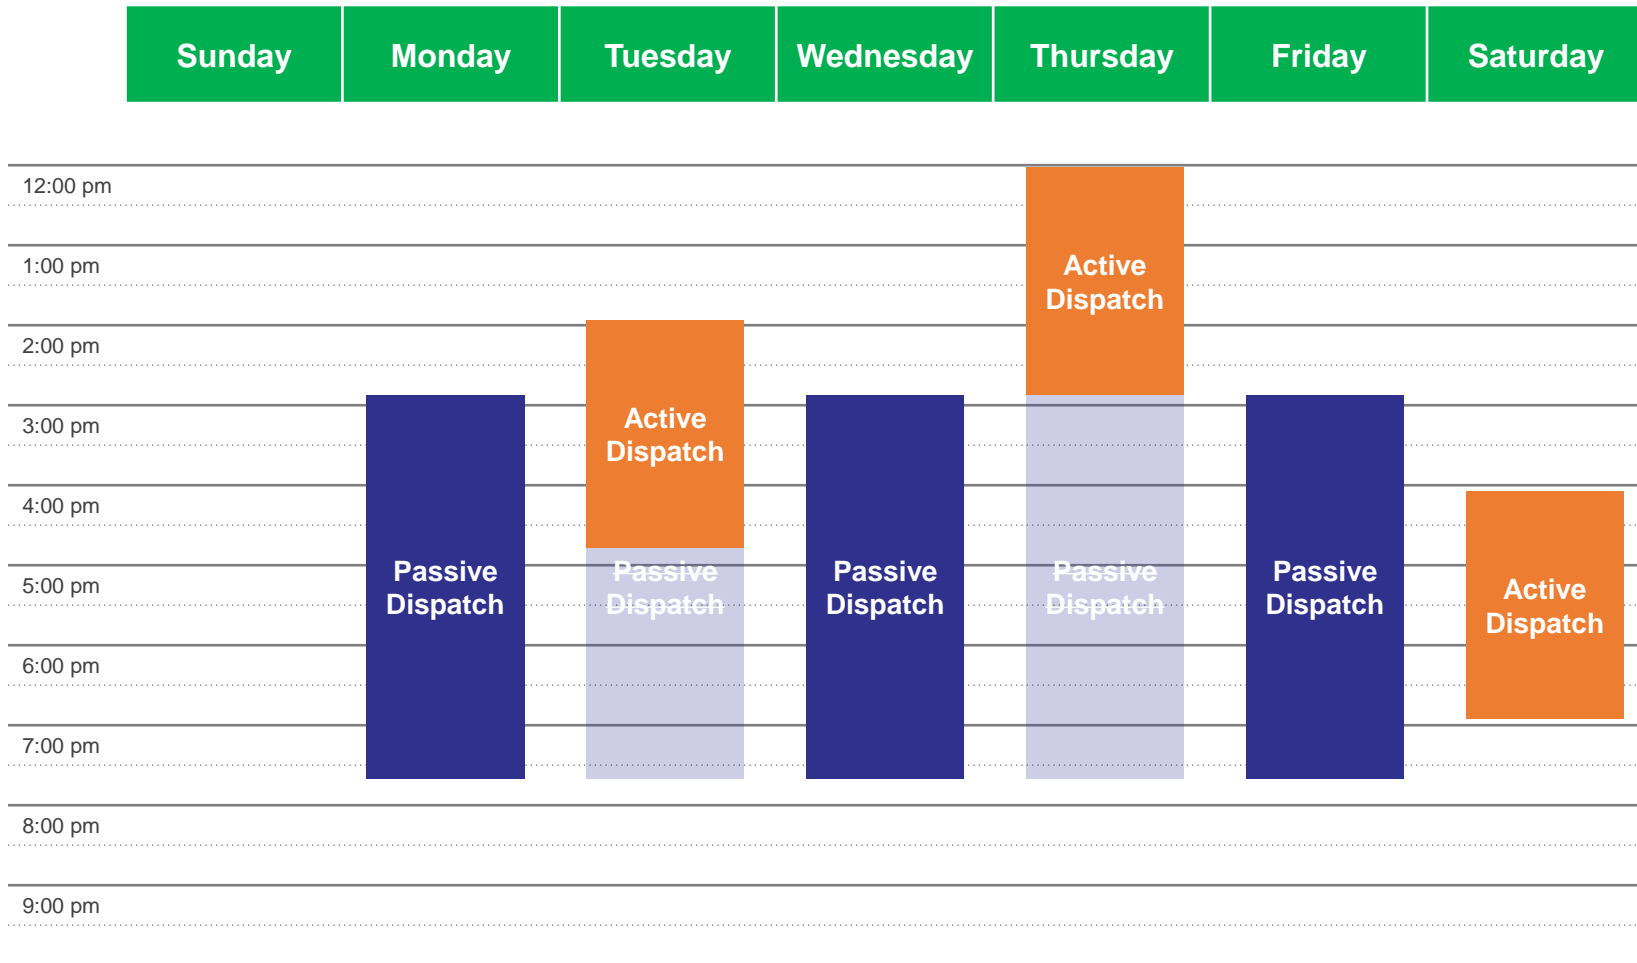 Sunday Monday Tuesday Wednesday Thursday Friday Saturday
12:00 pm
1:00 pm
Active
Dispatch
2:00 pm
3:00 pm
Active
Dispatch
4:00 pm
5:00 pm
Passive
Dispatch
Passive
Dispatch
Passive
Dispatch
Passive
Dispatch
Passive
Dispatch
Active
Dispatch
6:00 pm
7:00 pm
8:00 pm
9:00 pm